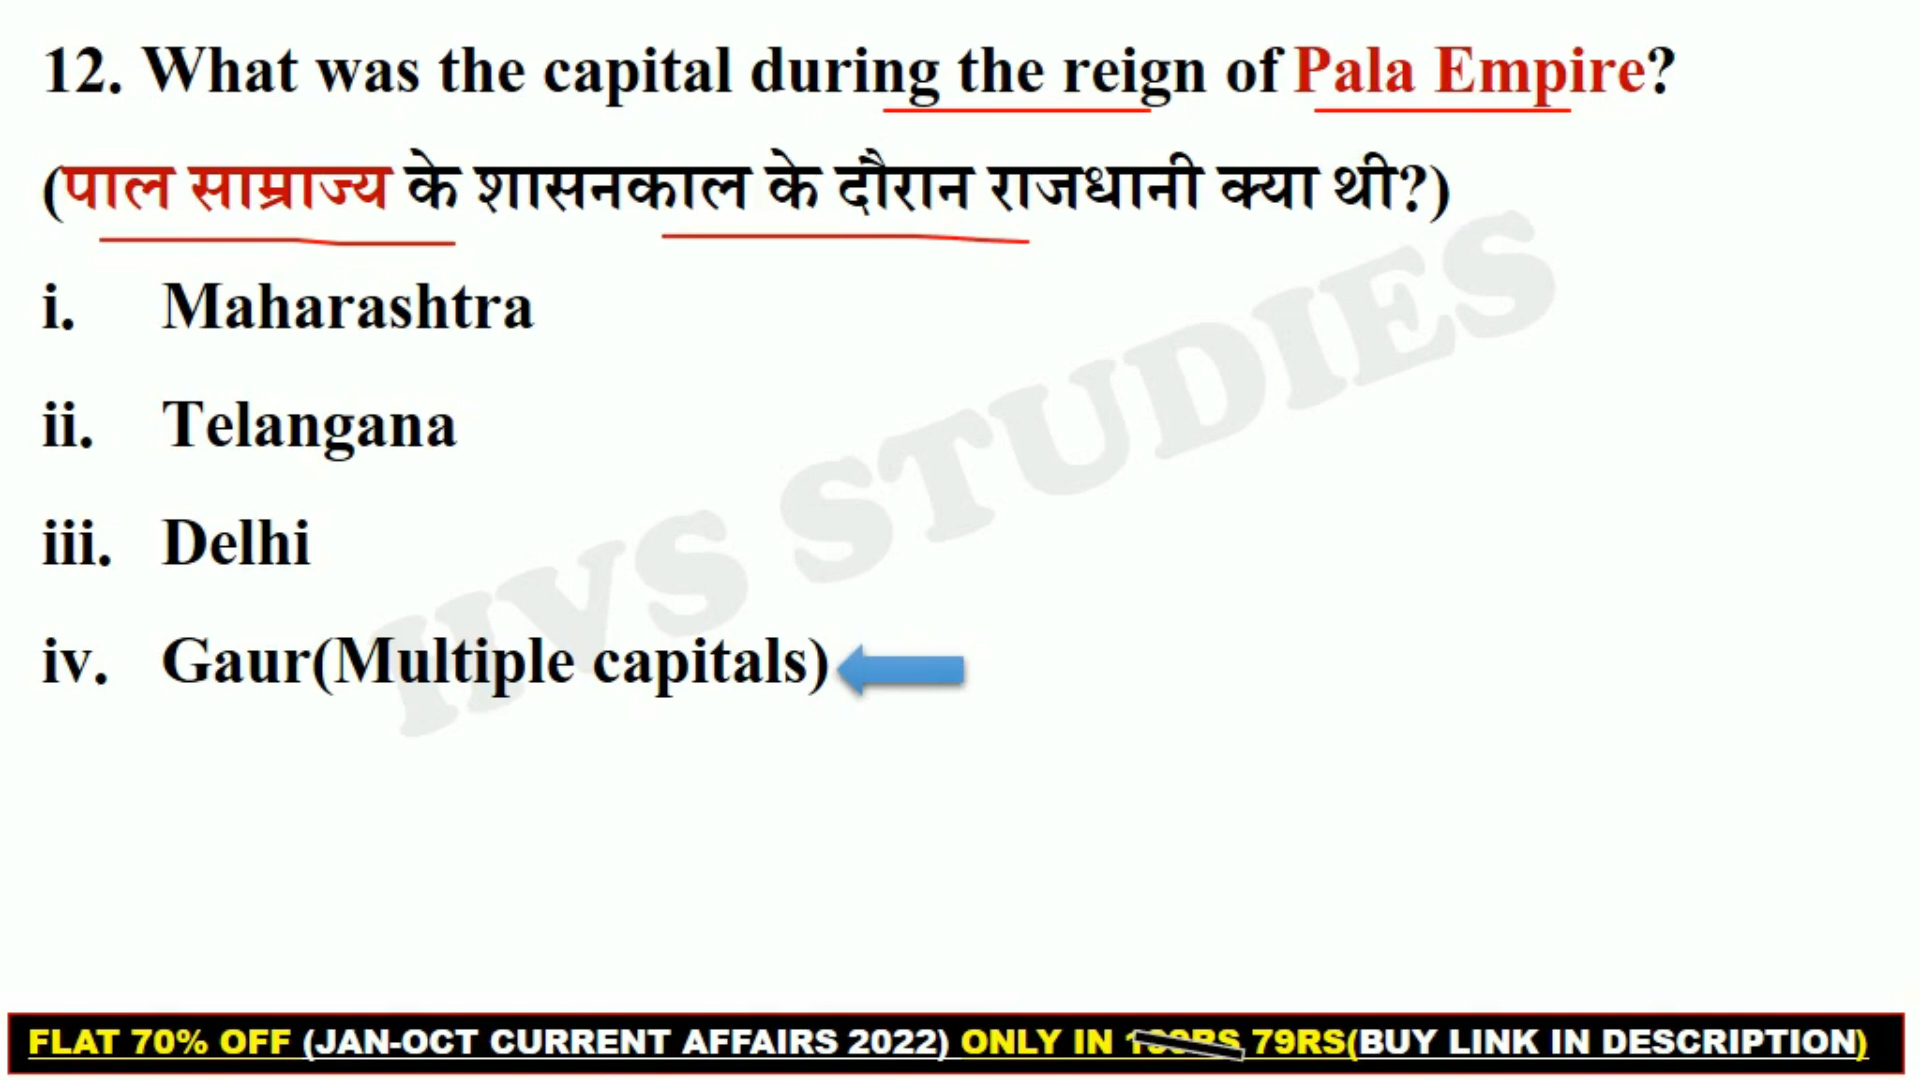 12. What was the capital during the reign of Pala Empire?
(पाल साम्राज्य के शासनकाल के दौरान राजधानी क्या थी?)
i. Maharashtra
ii. Telangana
iii. Delhi
iv. Gaur(Multiple capitals)
IIVS STUDIES
FLAT 70% OFF (JAN-OCT CURRENT AFFAIRS 2022) ONLY IN 79RS(BUY LINK IN DESCRIPTION)